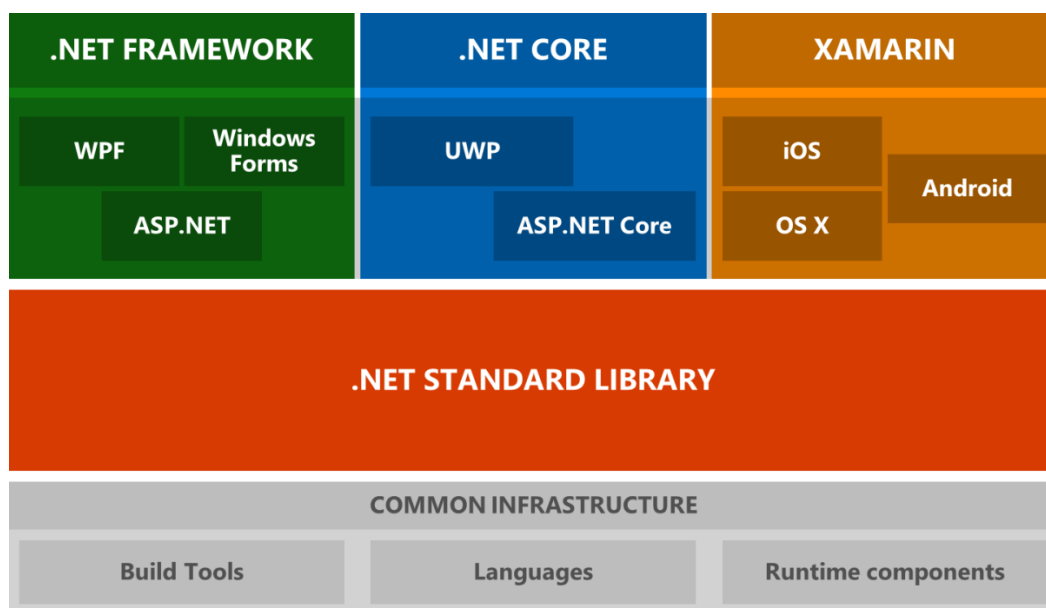 .NET FRAMEWORK
WPF
Windows
Forms
ASP.NET
.NET CORE
UWP
ASP.NET Core
XAMARIN
iOS
Android
OS X
.NET STANDARD LIBRARY
COMMON INFRASTRUCTURE
Build Tools
Languages
Runtime components